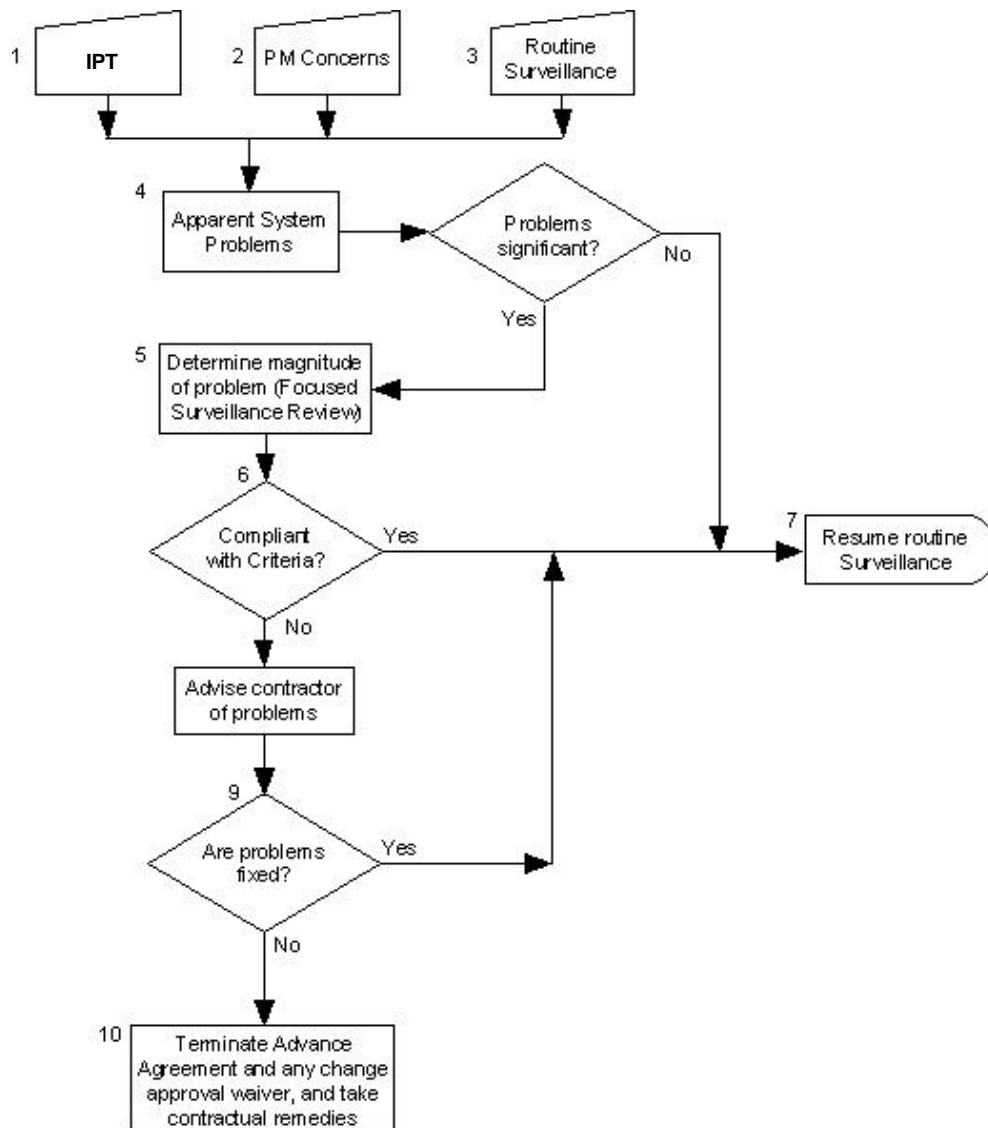 1
IPT
2
PM Concerns
3
Routine
Surveillance
4
Apparent System
Problems
Problems
significant?
No
Yes
5
Determine magnitude
of problem (Focused
Surveillance Review)
6
Compliant
with Criteria?
Yes
7
Resume routine
Surveillance
No
Advise contractor
of problems
9
Are problems
fixed?
Yes
No
10
Terminate Advance
Agreement and any change
approval waiver, and take
contractual remedies